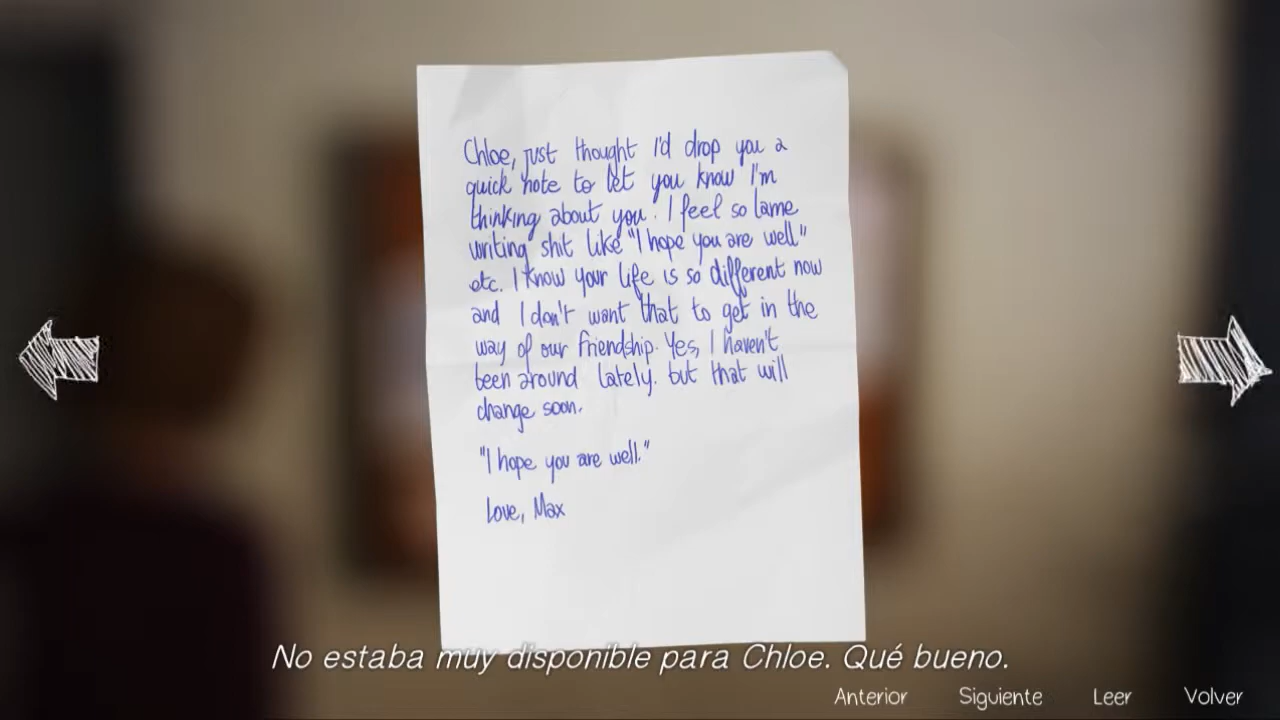 Chloe, just thought I'd drop you a
quick note to let you know I'm
thinking about you. I feel so lame
writing shit like "I hope you are well"
etc. I know your life is so different now
and I don't want that to get in the
way of our friendship. Yes, I haven't
been around lately. but that will
change soon.
"I hope you are well."
Love, Max
No estaba muy disponible para Chloe. Qué bueno.
Anterior Siguiente Leer Volver